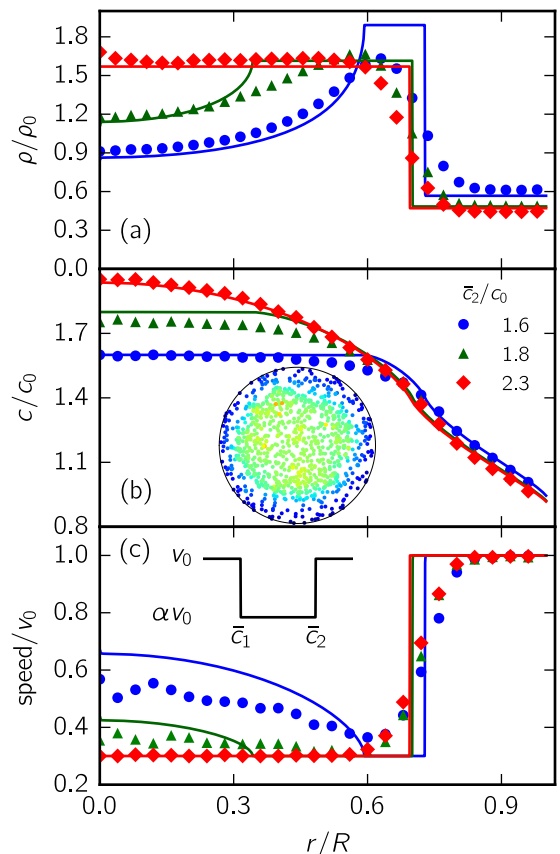 1.8
1.5
1.2
0.9
0.6
0.3
0.0
ρ/ρ₀
(a)
c̄₂/c₀
1.6
1.8
2.3
1.7
1.4
1.1
0.8
c/c₀
(b)
(c)
v₀
αv₀
c̄₁
c̄₂
1.0
0.8
0.6
0.4
0.2
speed/v₀
0.0
0.3
0.6
0.9
r/R